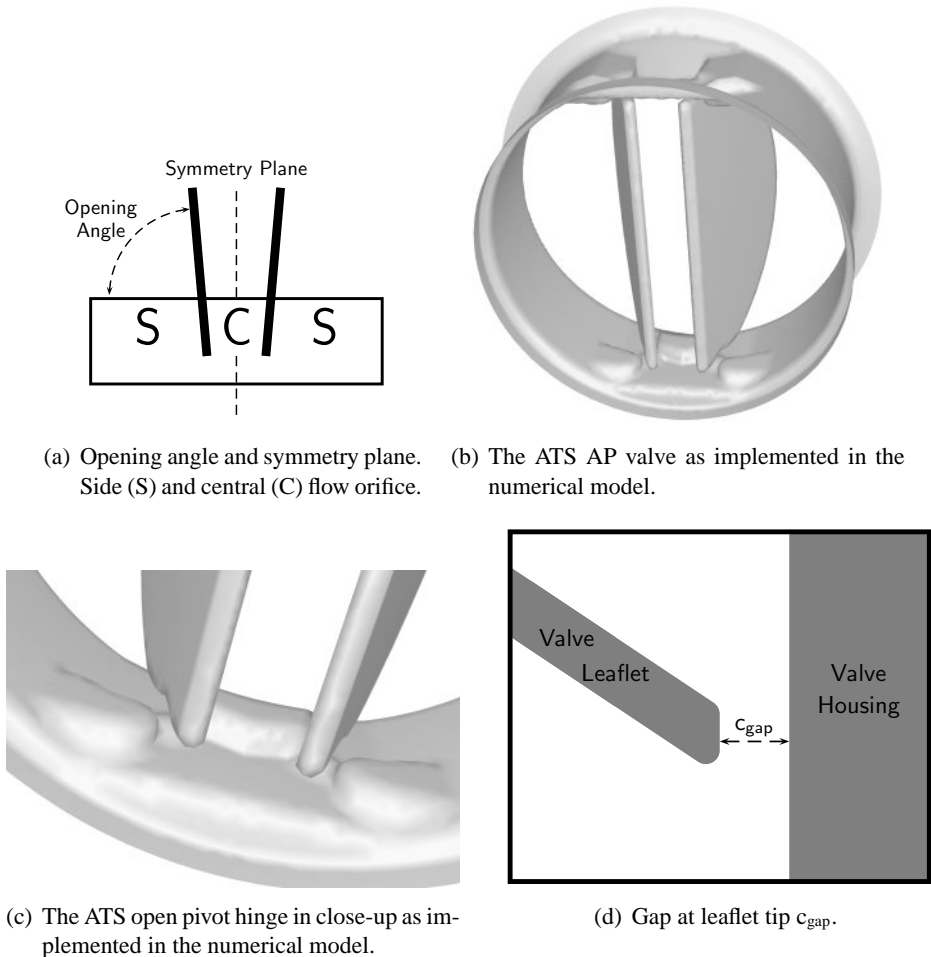 Symmetry Plane
Opening
Angle
S C S
(a) Opening angle and symmetry plane.
Side (S) and central (C) flow orifice.
(b) The ATS AP valve as implemented in the
numerical model.
Valve
Leaflet
Valve
Housing
cgap
(c) The ATS open pivot hinge in close-up as im-
plemented in the numerical model.
(d) Gap at leaflet tip cgap.